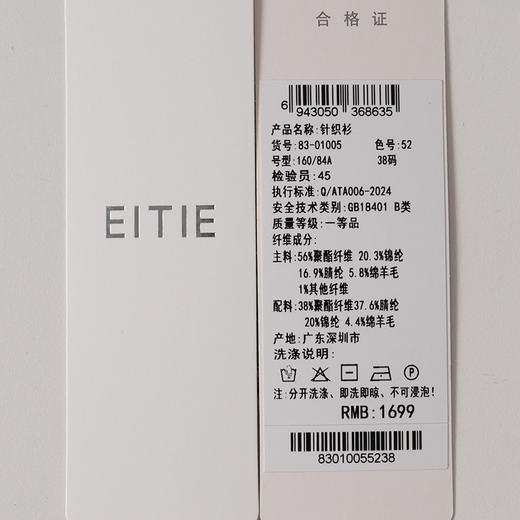 EITIE
合格证
6 943050 368635
产品名称:针织衫
货号:83-01005 色号:52
号型:160/84A 38码
检验员:45
执行标准:Q/ATA006-2024
安全技术类别:GB18401 B类
质量等级:一等品
纤维成分:
主料:56%聚酯纤维 20.3%锦纶
16.9%腈纶 5.8%绵羊毛
1%其他纤维
配料:38%聚酯纤维37.6%腈纶
20%锦纶 4.4%绵羊毛
产地:广东深圳市
洗涤说明:
注:分开洗涤、即洗即晾、不可浸泡!
RMB:1699
83010055238